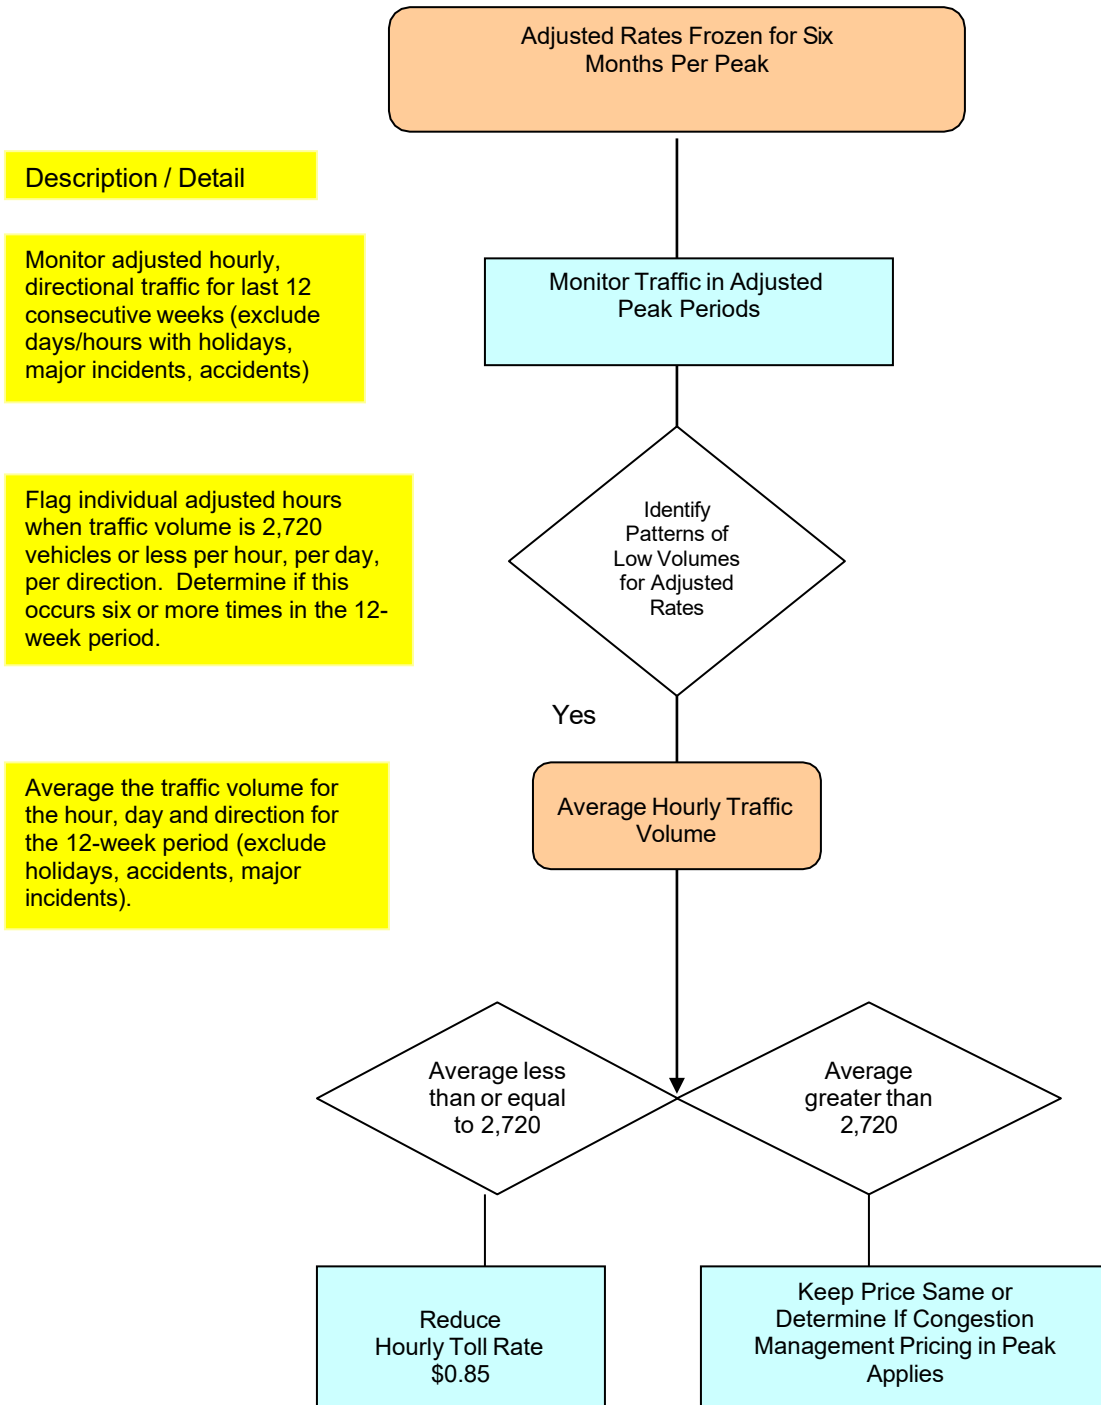 Adjusted Rates Frozen for Six
Months Per Peak
Description / Detail
Monitor adjusted hourly,
directional traffic for last 12
consecutive weeks (exclude
days/hours with holidays,
major incidents, accidents)
Monitor Traffic in Adjusted
Peak Periods
Flag individual adjusted hours
when traffic volume is 2,720
vehicles or less per hour, per day,
per direction.  Determine if this
occurs six or more times in the 12-
week period.
Identify
Patterns of
Low Volumes
for Adjusted
Rates
Yes
Average the traffic volume for
the hour, day and direction for
the 12-week period (exclude
holidays, accidents, major
incidents).
Average Hourly Traffic
Volume
Average less
than or equal
to 2,720
Average
greater than
2,720
Reduce
Hourly Toll Rate
$0.85
Keep Price Same or
Determine If Congestion
Management Pricing in Peak
Applies